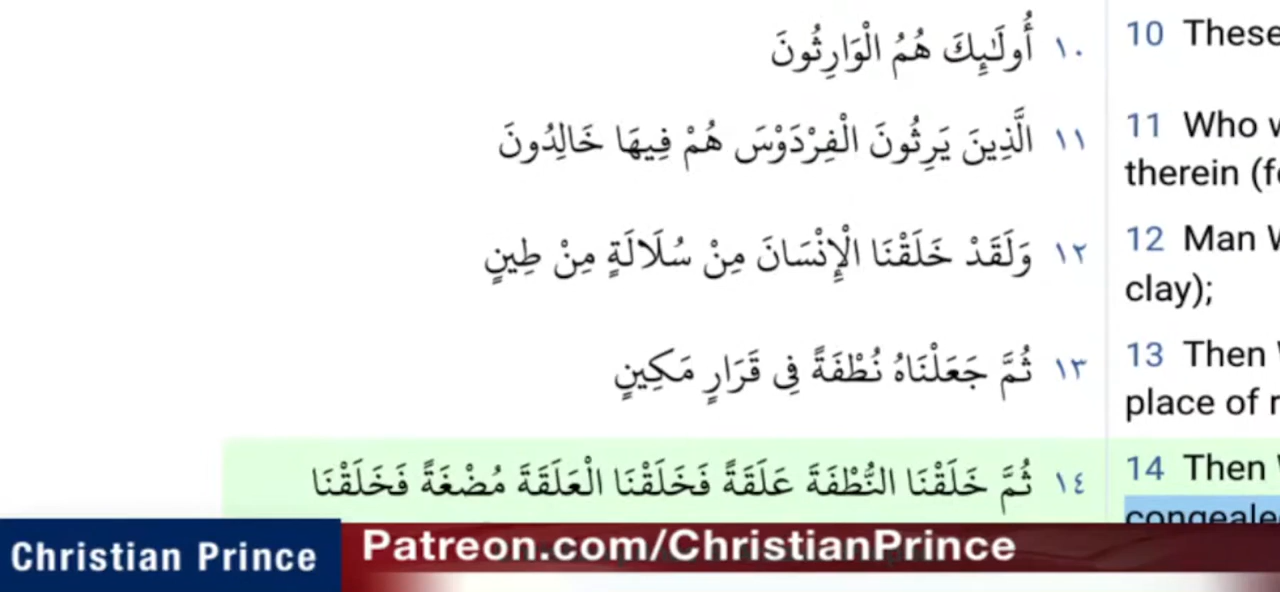 ١٠ أُولَٰئِكَ هُمُ الْوَارِثُونَ
10 These
١١ الَّذِينَ يَرِثُونَ الْفِرْدَوْسَ هُمْ فِيهَا خَالِدُونَ
11 Who
therein
١٢ وَلَقَدْ خَلَقْنَا الْإِنْسَانَ مِنْ سُلَالَةٍ مِنْ طِينٍ
12 Man
clay);
١٣ ثُمَّ جَعَلْنَاهُ نُطْفَةً فِي قَرَارٍ مَكِينٍ
13 Then
place of
١٤ ثُمَّ خَلَقْنَا النُّطْفَةَ عَلَقَةً فَخَلَقْنَا الْعَلَقَةَ مُضْغَةً فَخَلَقْنَا
14 Then
Christian Prince
Patreon.com/ChristianPrince